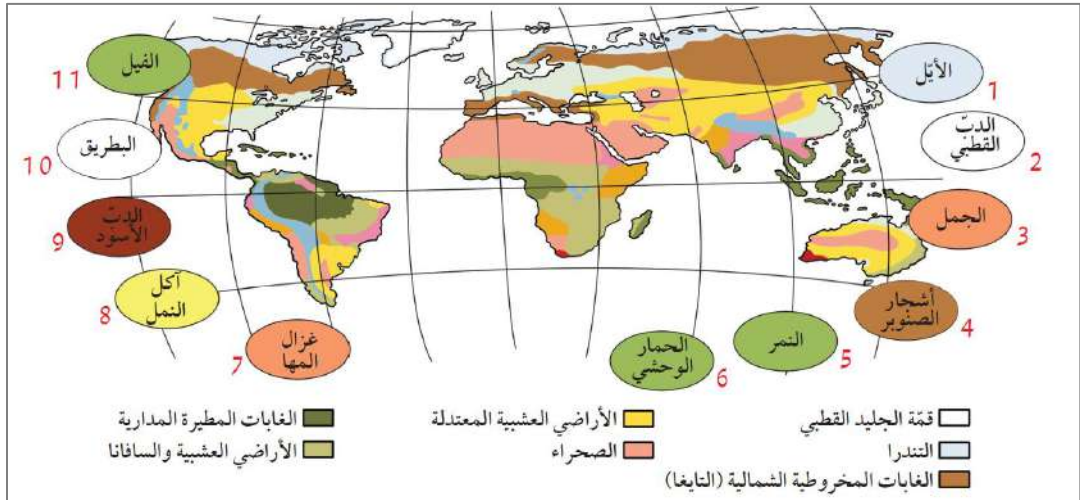 الأيّل
1
الدبّ
القطبي
2
الجمل
3
أشجار
الصنوبر
4
النمر
5
الحمار
الوحشي
6
غزال
المها
7
آكل
النمل
8
الدبّ
الأسود
9
البطريق
10
الفيل
11
قمّة الجليد القطبي
التندرا
الغابات المخروطية الشمالية (التايغا)
الأراضي العشبية المعتدلة
الصحراء
الغابات المطيرة المدارية
الأراضي العشبية والسافانا